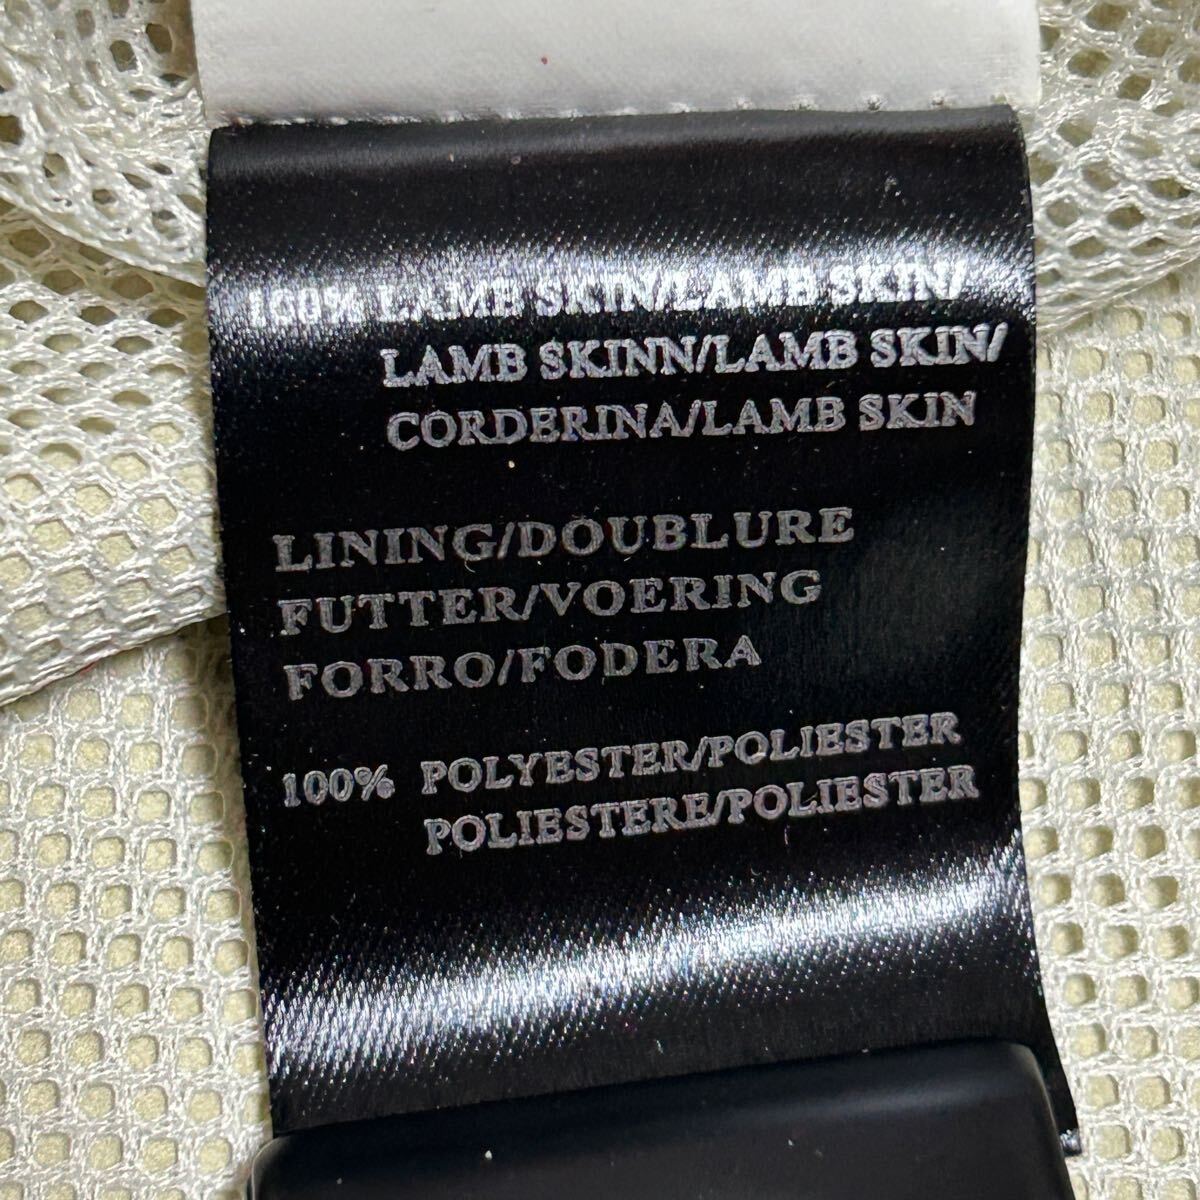 100% LAMB SKIN/LAMB SKIN/
LAMB SKINN/LAMB SKIN/
CORDERINA/LAMB SKIN
LINING/DOUBLURE
FUTTER/VOERING
FORRO/FODERA
100% POLYESTER/POLIESTER
POLIESTERE/POLIESTER